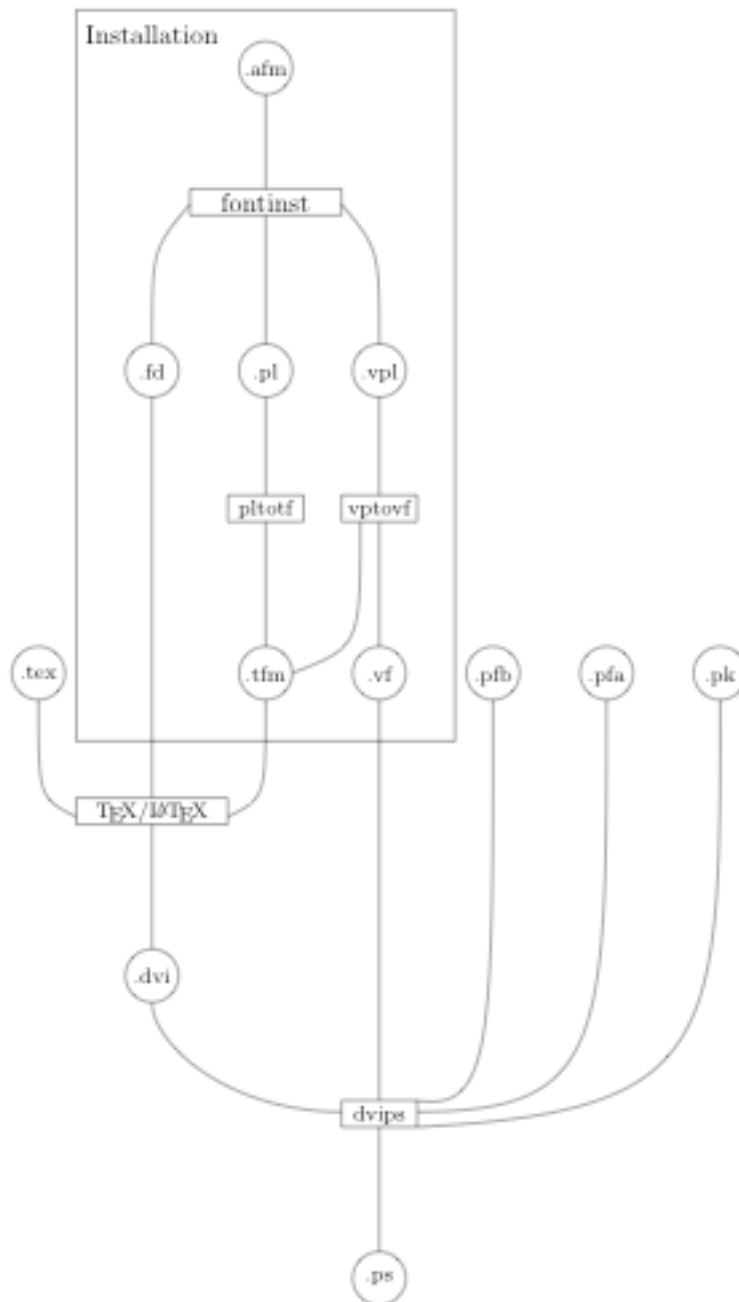 Installation
.afm
fontinst
.fd
.pl
.vpl
pltotf
vptovf
.tex
.tfm
.vf
.pfb
.pfa
.pk
TEX/LATEX
.dvi
dvips
.ps